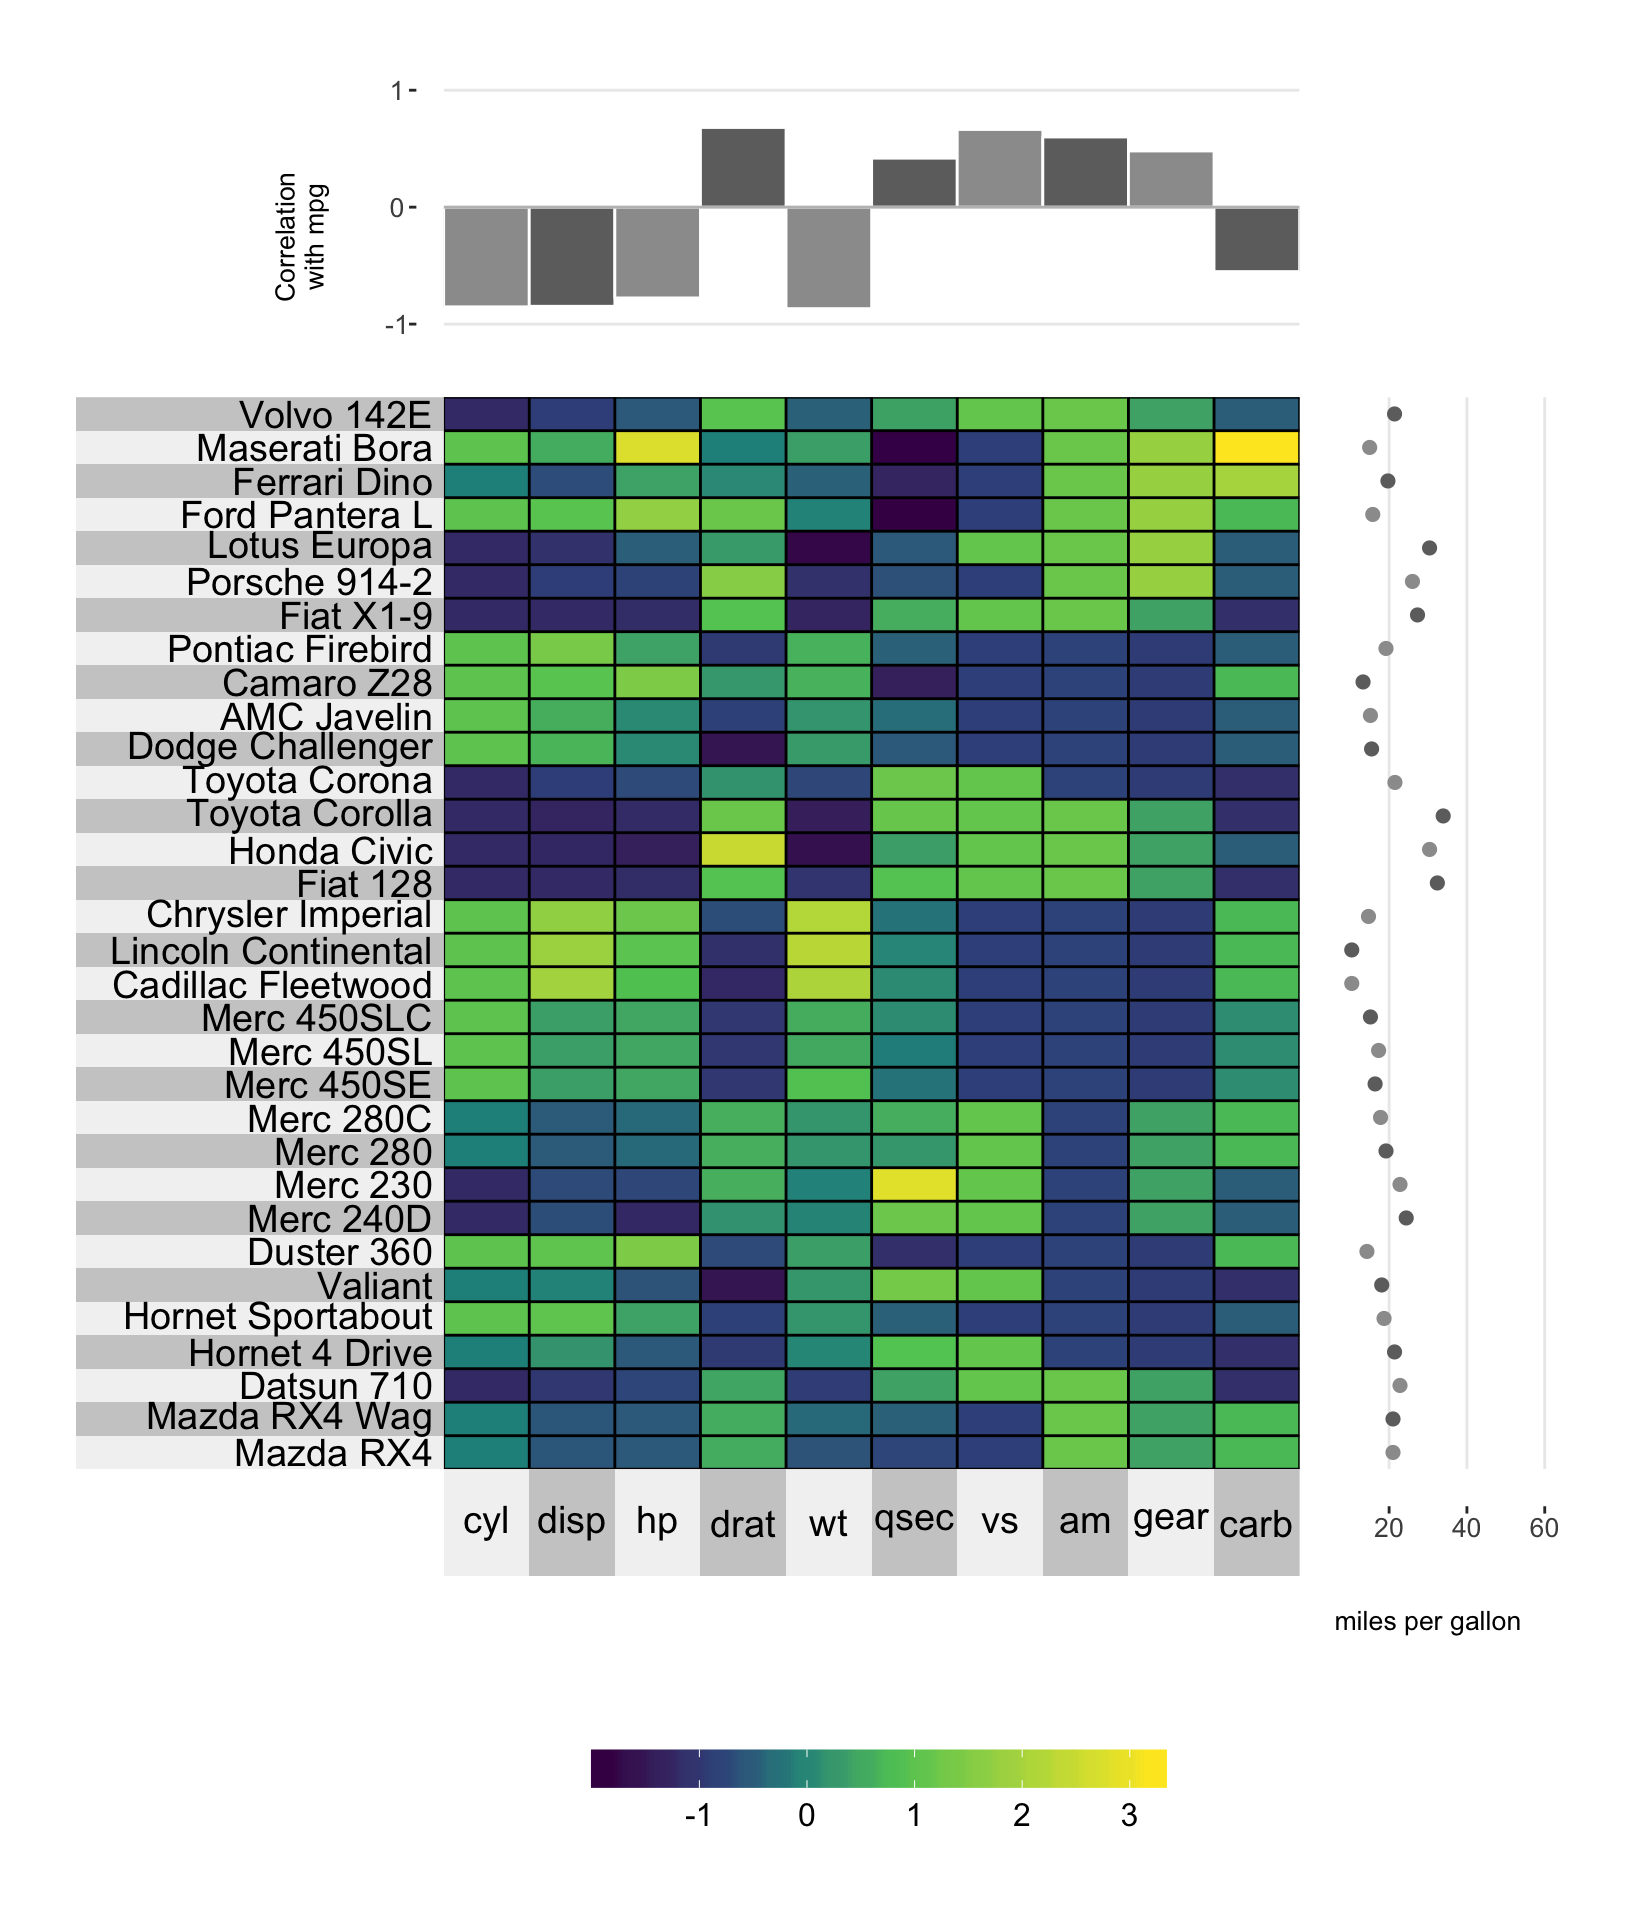 1
0
-1
Correlation
with mpg
Volvo 142E
Maserati Bora
Ferrari Dino
Ford Pantera L
Lotus Europa
Porsche 914-2
Fiat X1-9
Pontiac Firebird
Camaro Z28
AMC Javelin
Dodge Challenger
Toyota Corona
Toyota Corolla
Honda Civic
Fiat 128
Chrysler Imperial
Lincoln Continental
Cadillac Fleetwood
Merc 450SLC
Merc 450SL
Merc 450SE
Merc 280C
Merc 280
Merc 230
Merc 240D
Duster 360
Valiant
Hornet Sportabout
Hornet 4 Drive
Datsun 710
Mazda RX4 Wag
Mazda RX4
cyl disp hp drat wt qsec vs am gear carb
20 40 60
miles per gallon
-1 0 1 2 3